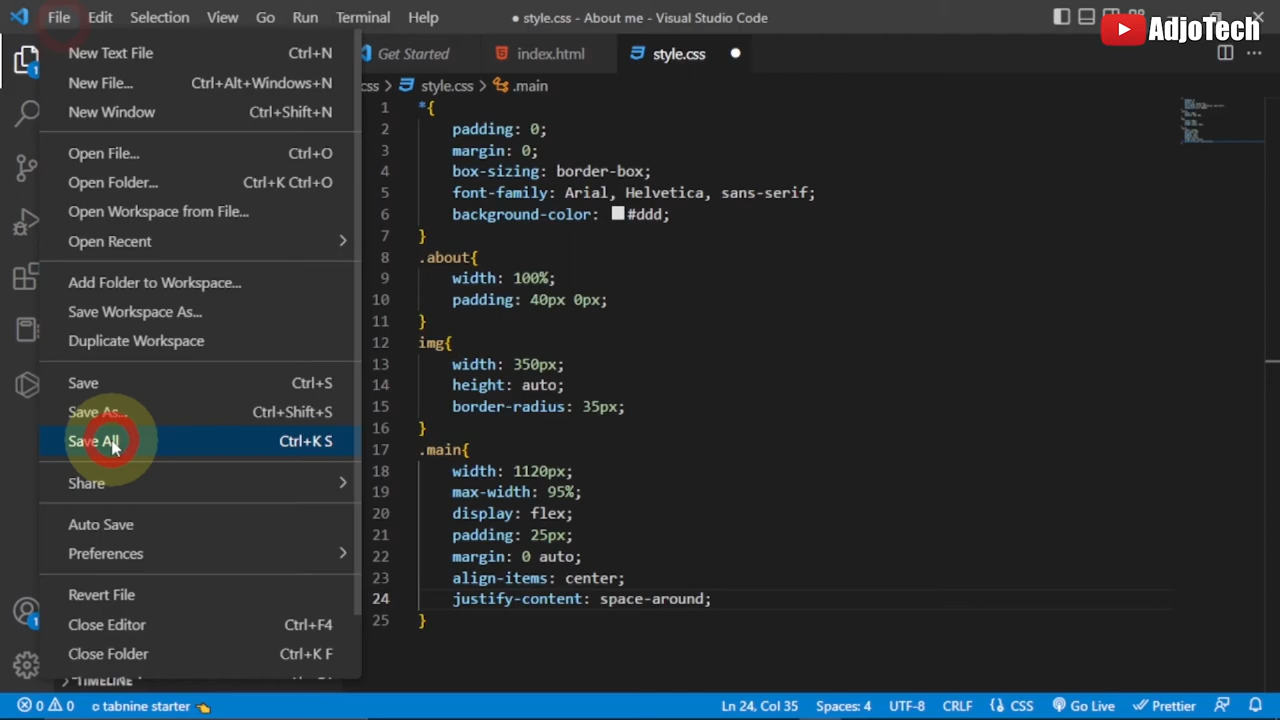 File Edit Selection View Go Run Terminal Help
● style.css - About me - Visual Studio Code
AdjoTech
New Text File Ctrl+N
New File... Ctrl+Alt+Windows+N
New Window Ctrl+Shift+N
Open File... Ctrl+O
Open Folder... Ctrl+K Ctrl+O
Open Workspace from File...
Open Recent
Add Folder to Workspace...
Save Workspace As...
Duplicate Workspace
Save Ctrl+S
Save As... Ctrl+Shift+S
Save All Ctrl+K S
Share
Auto Save
Preferences
Revert File
Close Editor Ctrl+F4
Close Folder Ctrl+K F
TIMELINE
1
1
Get Started index.html style.css
css > style.css > .main
1 *{
2 padding: 0;
3 margin: 0;
4 box-sizing: border-box;
5 font-family: Arial, Helvetica, sans-serif;
6 background-color: #ddd;
7 }
8 .about{
9 width: 100%;
10 padding: 40px 0px;
11 }
12 img{
13 width: 350px;
14 height: auto;
15 border-radius: 35px;
16 }
17 .main{
18 width: 1120px;
19 max-width: 95%;
20 display: flex;
21 padding: 25px;
22 margin: 0 auto;
23 align-items: center;
24 justify-content: space-around;
25 }
0 0 tabnine starter 👈 Ln 24, Col 35 Spaces: 4 UTF-8 CRLF {} CSS Go Live Prettier